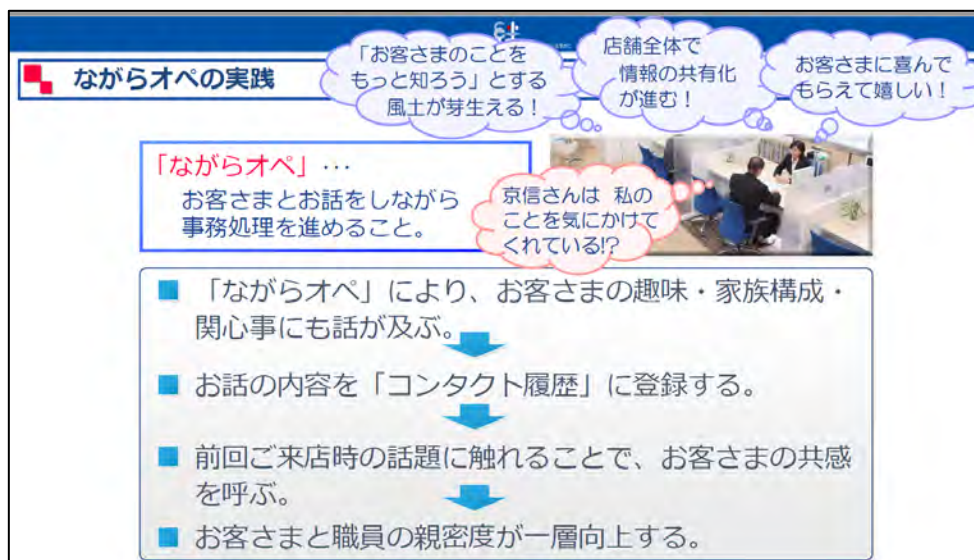 ながらオペの実践
「お客さまのことを
もっと知ろう」とする
風土が芽生える！
店舗全体で
情報の共有化
が進む！
お客さまに喜んで
もらえて嬉しい！
「ながらオペ」…
お客さまとお話をしながら
事務処理を進めること。
京信さんは 私の
ことを気にかけて
くれている!?
■ 「ながらオペ」により、お客さまの趣味・家族構成・
関心事にも話が及ぶ。
■ お話の内容を「コンタクト履歴」に登録する。
■ 前回ご来店時の話題に触れることで、お客さまの共感
を呼ぶ。
■ お客さまと職員の親密度が一層向上する。